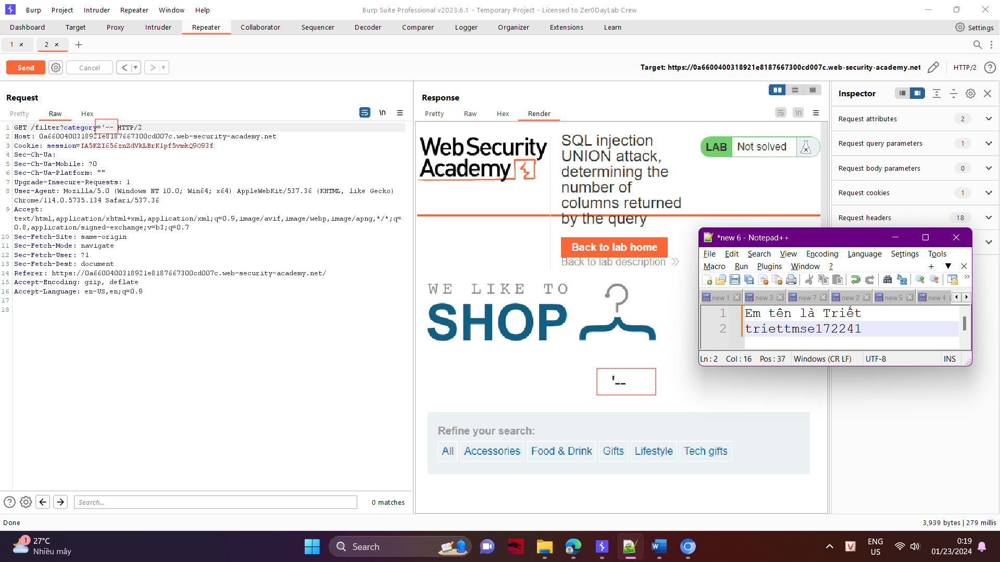 Burp Project Intruder Repeater Window Help
Burp Suite Professional v2023.6.1 - Temporary Project - Licensed to Zer0DayLab Crew
Dashboard Target Proxy Intruder Repeater Collaborator Sequencer Decoder Comparer Logger Organizer Extensions Learn
Settings
1 × 2 × +
Send Cancel < >
Target: https://0a6600400318921e8187667300cd007c.web-security-academy.net
HTTP/2
Request
Pretty Raw Hex
\n
1 GET /filter?category='-- HTTP/2
2 Host: 0a6600400318921e8187667300cd007c.web-security-academy.net
3 Cookie: session=IA5KZI656znZdVkLBrK1pf5vmkQ9O93f
4 Sec-Ch-Ua:
5 Sec-Ch-Ua-Mobile: ?0
6 Sec-Ch-Ua-Platform: ""
7 Upgrade-Insecure-Requests: 1
8 User-Agent: Mozilla/5.0 (Windows NT 10.0; Win64; x64) AppleWebKit/537.36 (KHTML, like Gecko)
Chrome/114.0.5735.134 Safari/537.36
9 Accept:
text/html,application/xhtml+xml,application/xml;q=0.9,image/avif,image/webp,image/apng,*/*;q=
0.8,application/signed-exchange;v=b3;q=0.7
10 Sec-Fetch-Site: same-origin
11 Sec-Fetch-Mode: navigate
12 Sec-Fetch-User: ?1
13 Sec-Fetch-Dest: document
14 Referer: https://0a6600400318921e8187667300cd007c.web-security-academy.net/
15 Accept-Encoding: gzip, deflate
16 Accept-Language: en-US,en;q=0.9
17
18
Search...
0 matches
Response
Pretty Raw Hex Render
\n
Web Security
Academy
SQL injection
UNION attack,
determining the
number of
columns returned
by the query
LAB Not solved
Back to lab home
Back to lab description
WE LIKE TO
SHOP
'--
Refine your search:
All Accessories Food & Drink Gifts Lifestyle Tech gifts
Inspector
Request attributes 2
Request query parameters 1
Request body parameters 0
Request cookies 1
Request headers 18
*new 6 - Notepad++
File Edit Search View Encoding Language Settings Tools
Macro Run Plugins Window ?
+ ▼ X
new 1 new 3 new 7 new 2 new 5 new 4
1 Em tên là Triết
2 triettmse172241
Ln : 2 Col : 16 Pos : 37 Windows (CR LF) UTF-8 INS
Done
3,939 bytes | 279 millis
1
27°C
Nhiều mây
Search
W
V
ENG
US
0:19
01/23/2024